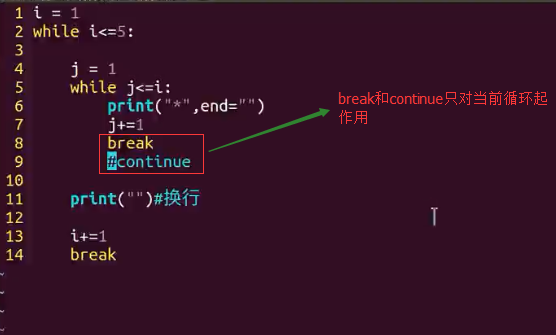 1 i = 1
2 while i<=5:
3
4     j = 1
5     while j<=i:
6         print("*",end="")
7         j+=1
8         break
9         #continue
10
11     print("")#换行
12
13     i+=1
14     break
~
~
~
~
break和continue只对当前循环起
作用